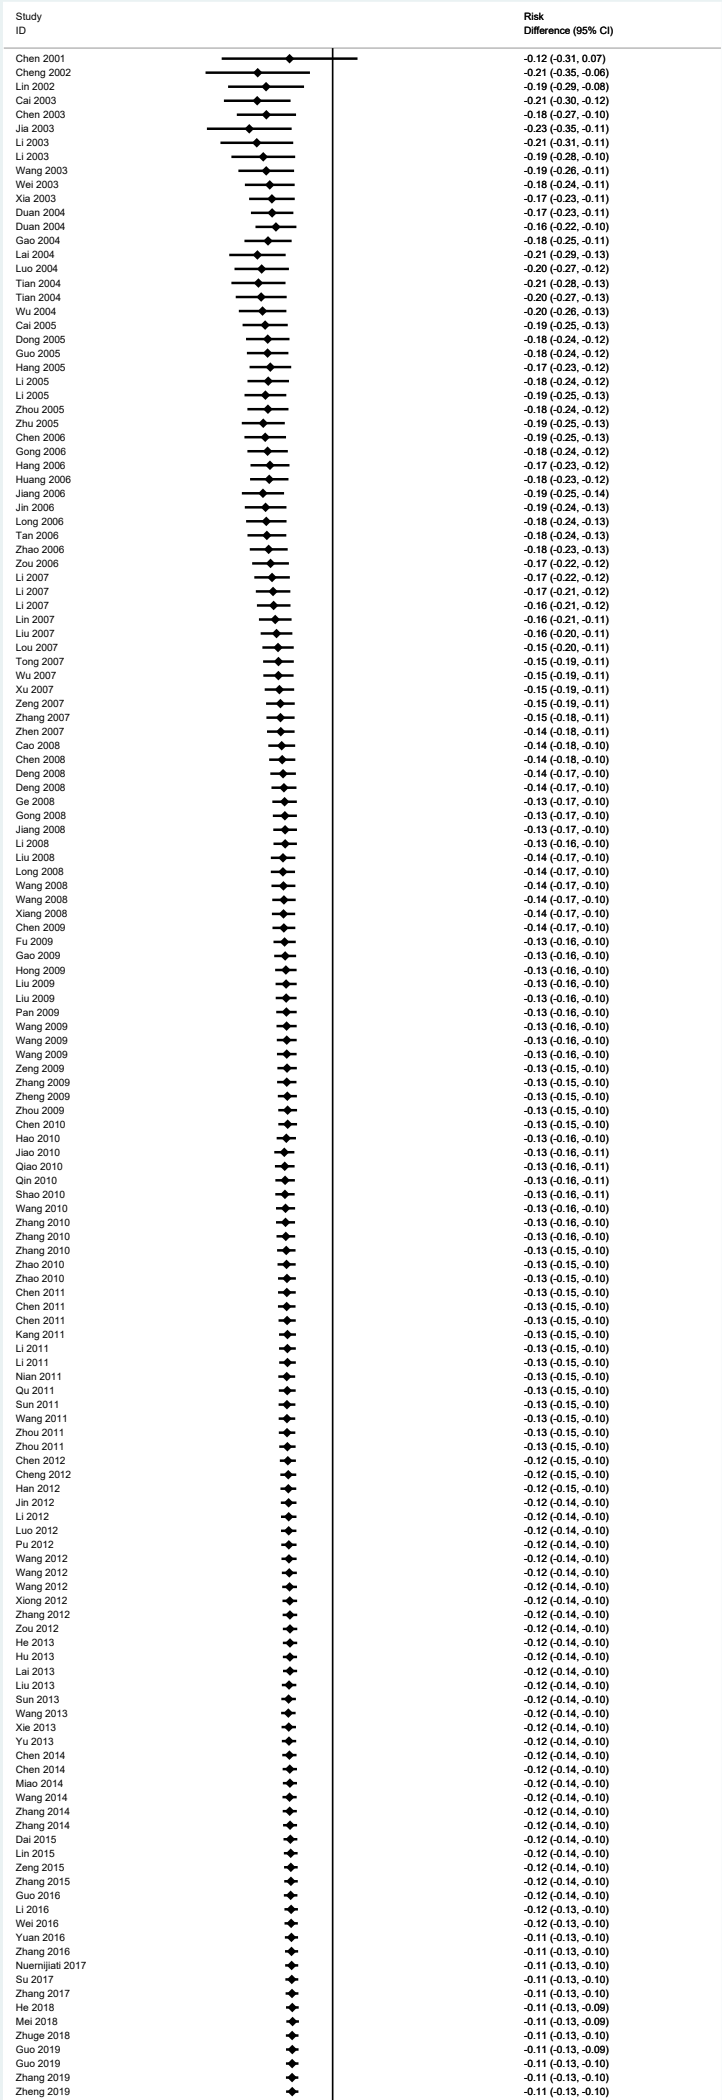 Study Risk
ID Difference (95% CI)
Chen 2001 -0.12 (-0.31, 0.07)
Cheng 2002 -0.21 (-0.35, -0.06)
Lin 2002 -0.19 (-0.29, -0.08)
Cai 2003 -0.21 (-0.30, -0.12)
Chen 2003 -0.18 (-0.27, -0.10)
Jia 2003 -0.23 (-0.35, -0.11)
Li 2003 -0.21 (-0.31, -0.11)
Li 2003 -0.19 (-0.28, -0.10)
Wang 2003 -0.19 (-0.26, -0.11)
Wei 2003 -0.18 (-0.24, -0.11)
Xia 2003 -0.17 (-0.23, -0.11)
Duan 2004 -0.17 (-0.23, -0.11)
Duan 2004 -0.16 (-0.22, -0.10)
Gao 2004 -0.18 (-0.25, -0.11)
Lai 2004 -0.21 (-0.29, -0.13)
Luo 2004 -0.20 (-0.27, -0.12)
Tian 2004 -0.21 (-0.28, -0.13)
Tian 2004 -0.20 (-0.27, -0.13)
Wu 2004 -0.20 (-0.26, -0.13)
Cai 2005 -0.19 (-0.25, -0.13)
Dong 2005 -0.18 (-0.24, -0.12)
Guo 2005 -0.18 (-0.24, -0.12)
Hang 2005 -0.17 (-0.23, -0.12)
Li 2005 -0.18 (-0.24, -0.12)
Li 2005 -0.19 (-0.25, -0.13)
Zhou 2005 -0.18 (-0.24, -0.12)
Zhu 2005 -0.19 (-0.25, -0.13)
Chen 2006 -0.19 (-0.25, -0.13)
Gong 2006 -0.18 (-0.24, -0.12)
Hang 2006 -0.17 (-0.23, -0.12)
Huang 2006 -0.18 (-0.23, -0.12)
Jiang 2006 -0.19 (-0.25, -0.14)
Jin 2006 -0.19 (-0.24, -0.13)
Long 2006 -0.18 (-0.24, -0.13)
Tan 2006 -0.18 (-0.24, -0.13)
Zhao 2006 -0.18 (-0.23, -0.13)
Zou 2006 -0.17 (-0.22, -0.12)
Li 2007 -0.17 (-0.22, -0.12)
Li 2007 -0.17 (-0.21, -0.12)
Li 2007 -0.16 (-0.21, -0.12)
Lin 2007 -0.16 (-0.21, -0.11)
Liu 2007 -0.16 (-0.20, -0.11)
Lou 2007 -0.15 (-0.20, -0.11)
Tong 2007 -0.15 (-0.19, -0.11)
Wu 2007 -0.15 (-0.19, -0.11)
Xu 2007 -0.15 (-0.19, -0.11)
Zeng 2007 -0.15 (-0.19, -0.11)
Zhang 2007 -0.15 (-0.18, -0.11)
Zhen 2007 -0.14 (-0.18, -0.11)
Cao 2008 -0.14 (-0.18, -0.10)
Chen 2008 -0.14 (-0.18, -0.10)
Deng 2008 -0.14 (-0.17, -0.10)
Deng 2008 -0.14 (-0.17, -0.10)
Ge 2008 -0.13 (-0.17, -0.10)
Gong 2008 -0.13 (-0.17, -0.10)
Jiang 2008 -0.13 (-0.17, -0.10)
Li 2008 -0.13 (-0.16, -0.10)
Liu 2008 -0.14 (-0.17, -0.10)
Long 2008 -0.14 (-0.17, -0.10)
Wang 2008 -0.14 (-0.17, -0.10)
Wang 2008 -0.14 (-0.17, -0.10)
Xiang 2008 -0.14 (-0.17, -0.10)
Chen 2009 -0.14 (-0.17, -0.10)
Fu 2009 -0.13 (-0.16, -0.10)
Gao 2009 -0.13 (-0.16, -0.10)
Hong 2009 -0.13 (-0.16, -0.10)
Liu 2009 -0.13 (-0.16, -0.10)
Liu 2009 -0.13 (-0.16, -0.10)
Pan 2009 -0.13 (-0.16, -0.10)
Wang 2009 -0.13 (-0.16, -0.10)
Wang 2009 -0.13 (-0.16, -0.10)
Wang 2009 -0.13 (-0.16, -0.10)
Zeng 2009 -0.13 (-0.15, -0.10)
Zhang 2009 -0.13 (-0.15, -0.10)
Zheng 2009 -0.13 (-0.15, -0.10)
Zhou 2009 -0.13 (-0.15, -0.10)
Chen 2010 -0.13 (-0.15, -0.10)
Hao 2010 -0.13 (-0.16, -0.10)
Jiao 2010 -0.13 (-0.16, -0.11)
Qiao 2010 -0.13 (-0.16, -0.11)
Qin 2010 -0.13 (-0.16, -0.11)
Shao 2010 -0.13 (-0.16, -0.11)
Wang 2010 -0.13 (-0.16, -0.10)
Zhang 2010 -0.13 (-0.16, -0.10)
Zhang 2010 -0.13 (-0.16, -0.10)
Zhang 2010 -0.13 (-0.15, -0.10)
Zhao 2010 -0.13 (-0.15, -0.10)
Zhao 2010 -0.13 (-0.15, -0.10)
Chen 2011 -0.13 (-0.15, -0.10)
Chen 2011 -0.13 (-0.15, -0.10)
Chen 2011 -0.13 (-0.15, -0.10)
Kang 2011 -0.13 (-0.15, -0.10)
Li 2011 -0.13 (-0.15, -0.10)
Li 2011 -0.13 (-0.15, -0.10)
Nian 2011 -0.13 (-0.15, -0.10)
Qu 2011 -0.13 (-0.15, -0.10)
Sun 2011 -0.13 (-0.15, -0.10)
Wang 2011 -0.13 (-0.15, -0.10)
Zhou 2011 -0.13 (-0.15, -0.10)
Zhou 2011 -0.13 (-0.15, -0.10)
Chen 2012 -0.12 (-0.15, -0.10)
Cheng 2012 -0.12 (-0.15, -0.10)
Han 2012 -0.12 (-0.15, -0.10)
Jin 2012 -0.12 (-0.14, -0.10)
Li 2012 -0.12 (-0.14, -0.10)
Luo 2012 -0.12 (-0.14, -0.10)
Pu 2012 -0.12 (-0.14, -0.10)
Wang 2012 -0.12 (-0.14, -0.10)
Wang 2012 -0.12 (-0.14, -0.10)
Wang 2012 -0.12 (-0.14, -0.10)
Xiong 2012 -0.12 (-0.14, -0.10)
Zhang 2012 -0.12 (-0.14, -0.10)
Zou 2012 -0.12 (-0.14, -0.10)
He 2013 -0.12 (-0.14, -0.10)
Hu 2013 -0.12 (-0.14, -0.10)
Lai 2013 -0.12 (-0.14, -0.10)
Liu 2013 -0.12 (-0.14, -0.10)
Sun 2013 -0.12 (-0.14, -0.10)
Wang 2013 -0.12 (-0.14, -0.10)
Xie 2013 -0.12 (-0.14, -0.10)
Yu 2013 -0.12 (-0.14, -0.10)
Chen 2014 -0.12 (-0.14, -0.10)
Chen 2014 -0.12 (-0.14, -0.10)
Miao 2014 -0.12 (-0.14, -0.10)
Wang 2014 -0.12 (-0.14, -0.10)
Zhang 2014 -0.12 (-0.14, -0.10)
Zhang 2014 -0.12 (-0.14, -0.10)
Dai 2015 -0.12 (-0.14, -0.10)
Lin 2015 -0.12 (-0.14, -0.10)
Zeng 2015 -0.12 (-0.14, -0.10)
Zhang 2015 -0.12 (-0.14, -0.10)
Guo 2016 -0.12 (-0.14, -0.10)
Li 2016 -0.12 (-0.13, -0.10)
Wei 2016 -0.12 (-0.13, -0.10)
Yuan 2016 -0.11 (-0.13, -0.10)
Zhang 2016 -0.11 (-0.13, -0.10)
Nuernijiati 2017 -0.11 (-0.13, -0.10)
Su 2017 -0.11 (-0.13, -0.10)
Zhang 2017 -0.11 (-0.13, -0.10)
He 2018 -0.11 (-0.13, -0.09)
Mei 2018 -0.11 (-0.13, -0.09)
Zhuge 2018 -0.11 (-0.13, -0.10)
Guo 2019 -0.11 (-0.13, -0.09)
Guo 2019 -0.11 (-0.13, -0.10)
Zhang 2019 -0.11 (-0.13, -0.10)
Zheng 2019 -0.11 (-0.13, -0.10)